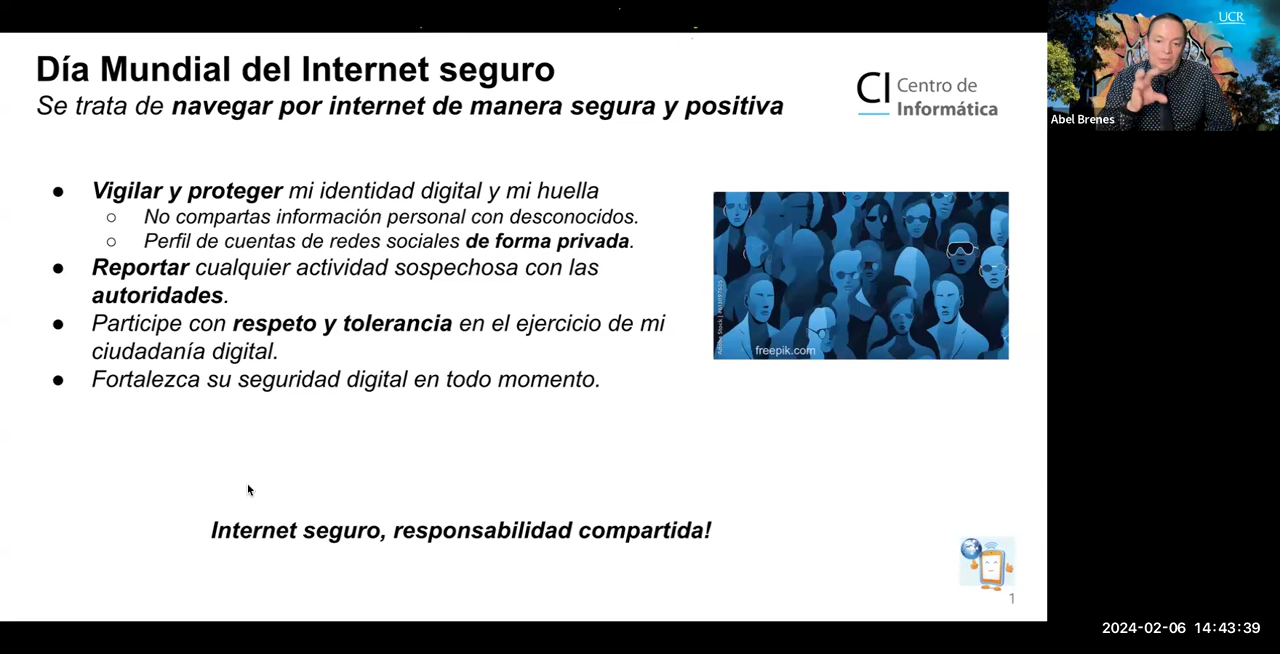 Día Mundial del Internet seguro
Se trata de navegar por internet de manera segura y positiva
CI Centro de
Informática
UCR
Abel Brenes
● Vigilar y proteger mi identidad digital y mi huella
○ No compartas información personal con desconocidos.
○ Perfil de cuentas de redes sociales de forma privada.
● Reportar cualquier actividad sospechosa con las
autoridades.
● Participe con respeto y tolerancia en el ejercicio de mi
ciudadanía digital.
● Fortalezca su seguridad digital en todo momento.
Adobe Stock
freepik.com
Internet seguro, responsabilidad compartida!
1
2024-02-06 14:43:39